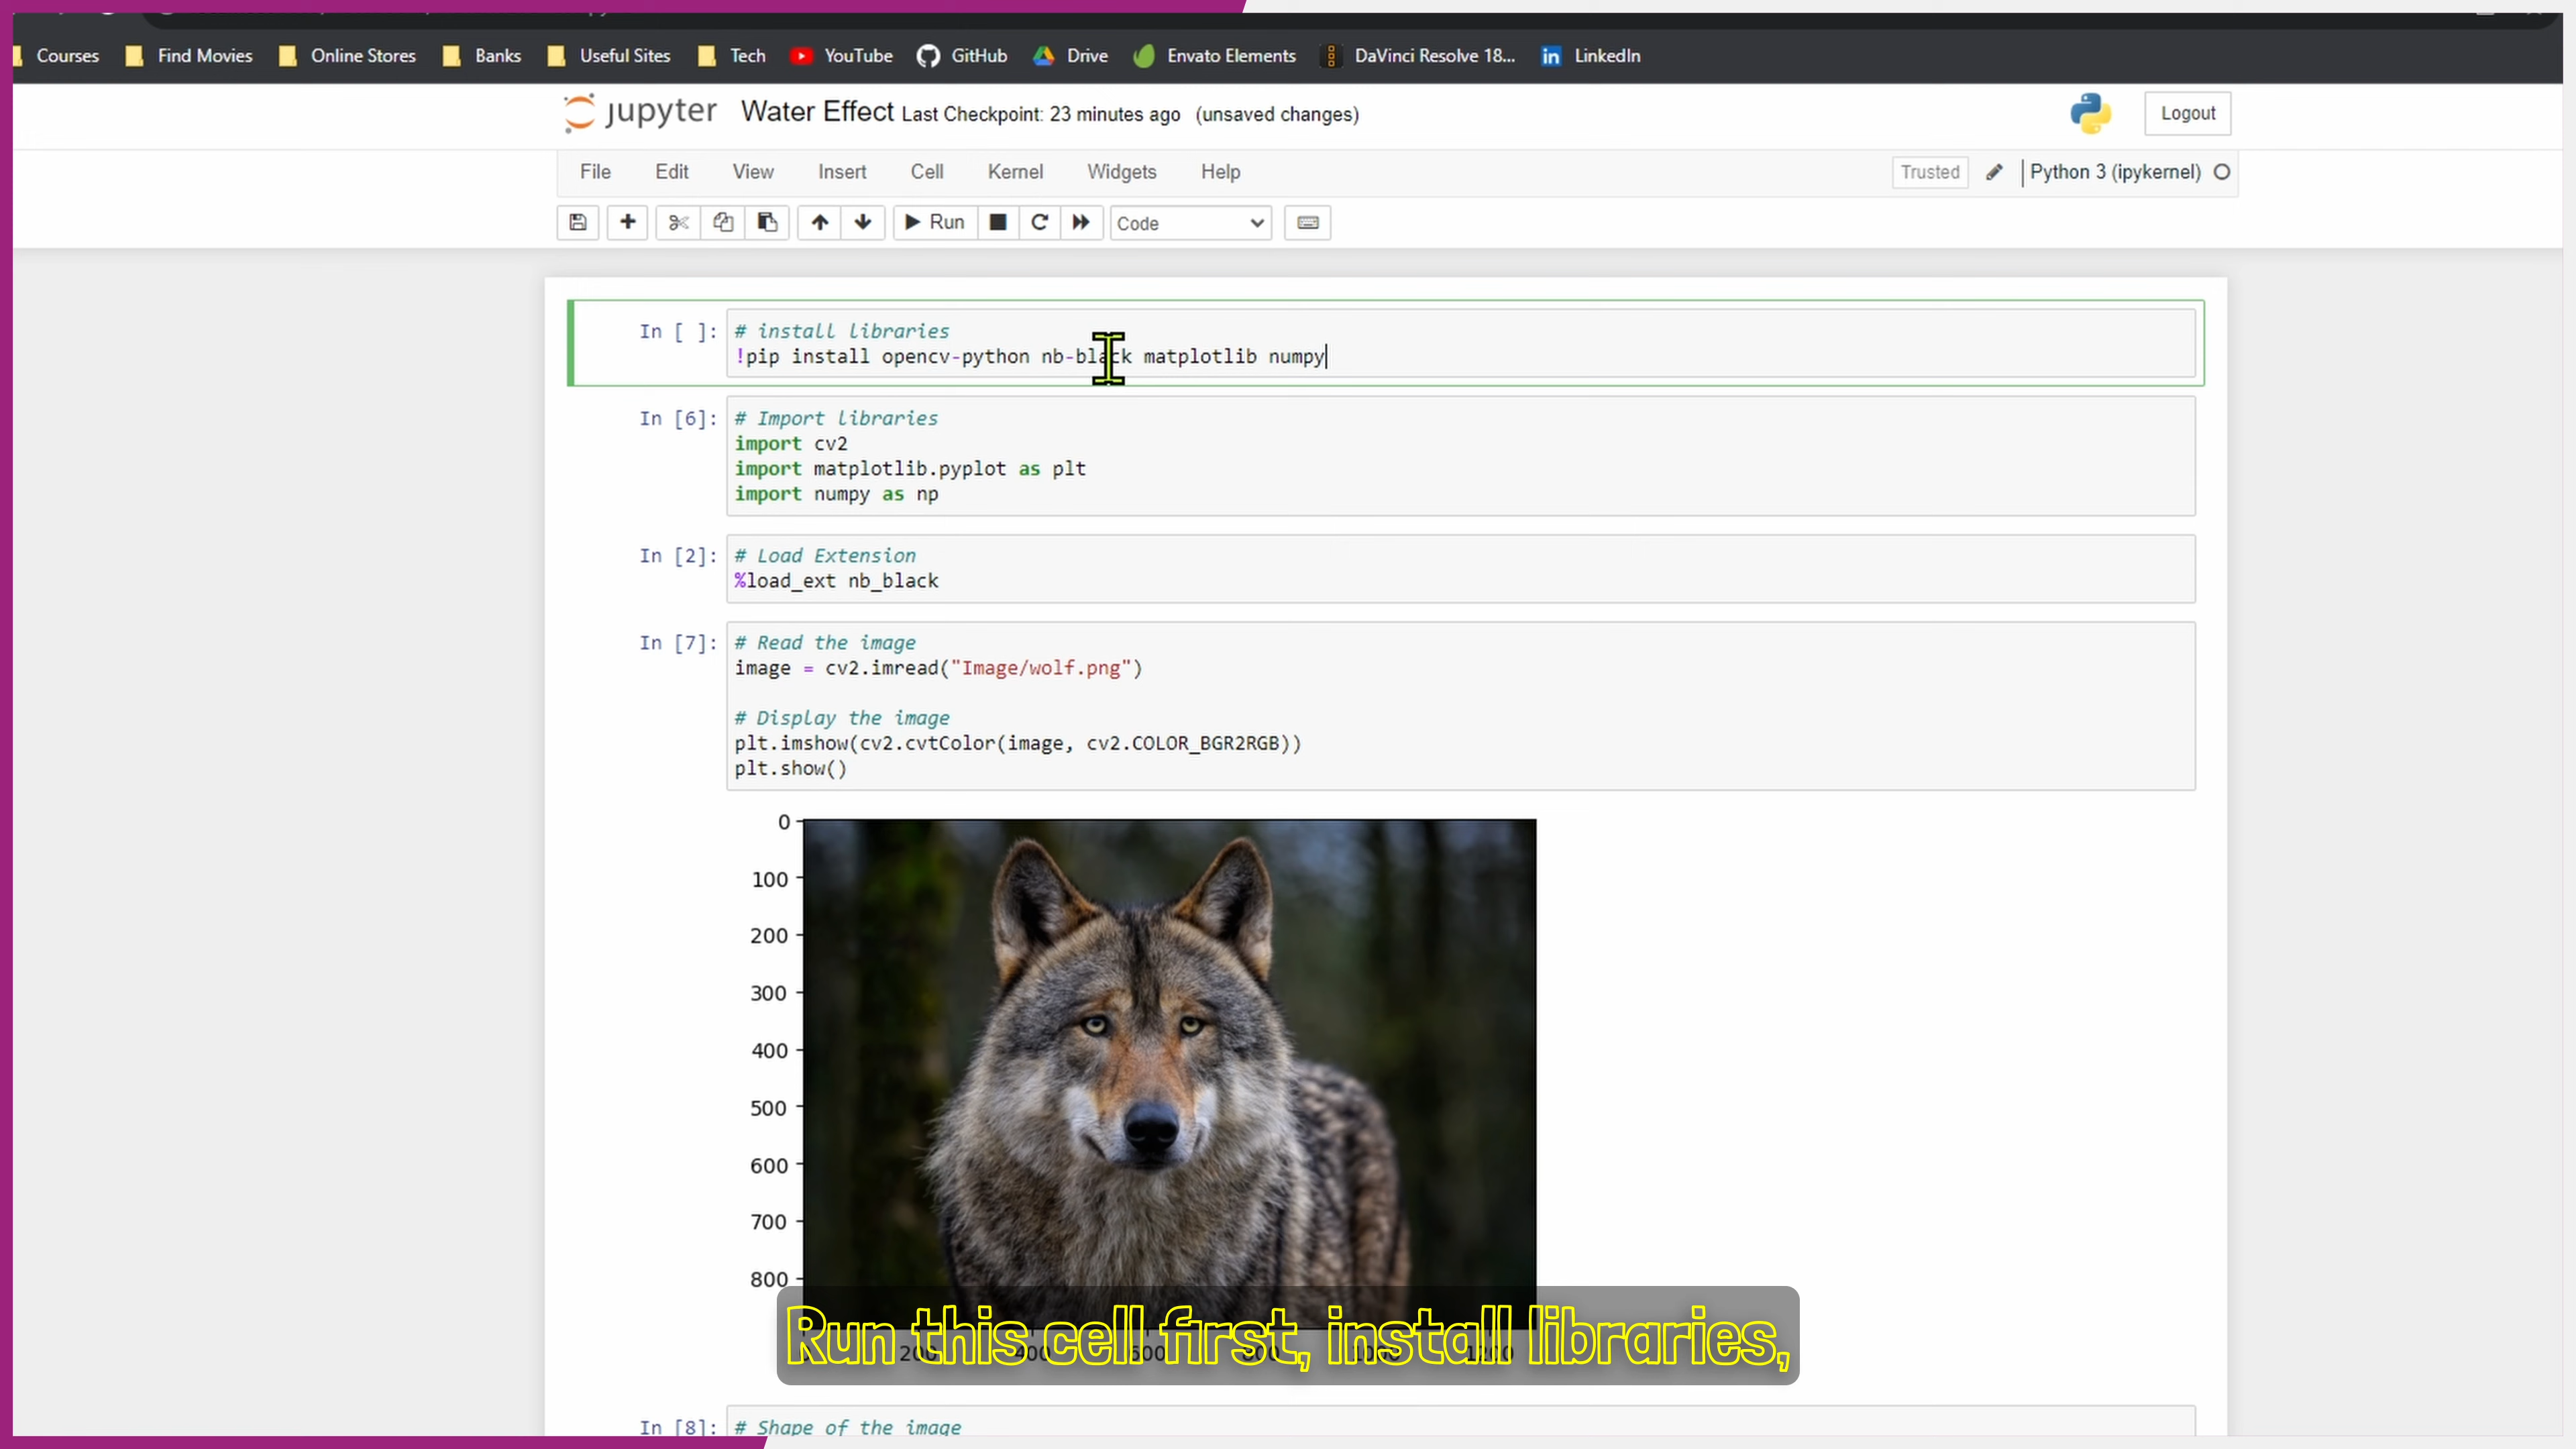 Courses Find Movies Online Stores Banks Useful Sites Tech YouTube GitHub Drive Envato Elements DaVinci Resolve 18... LinkedIn
jupyter Water Effect Last Checkpoint: 23 minutes ago (unsaved changes) Logout
File Edit View Insert Cell Kernel Widgets Help Trusted Python 3 (ipykernel)
Run Code
In [ ]: # install libraries
!pip install opencv-python nb-black matplotlib numpy
In [6]: # Import libraries
import cv2
import matplotlib.pyplot as plt
import numpy as np
In [2]: # Load Extension
%load_ext nb_black
In [7]: # Read the image
image = cv2.imread("Image/wolf.png")
# Display the image
plt.imshow(cv2.cvtColor(image, cv2.COLOR_BGR2RGB))
plt.show()
0
100
200
300
400
500
600
700
800
200 400 600 800 1000 1200
Run this cell first, install libraries,
In [8]: # Shape of the image